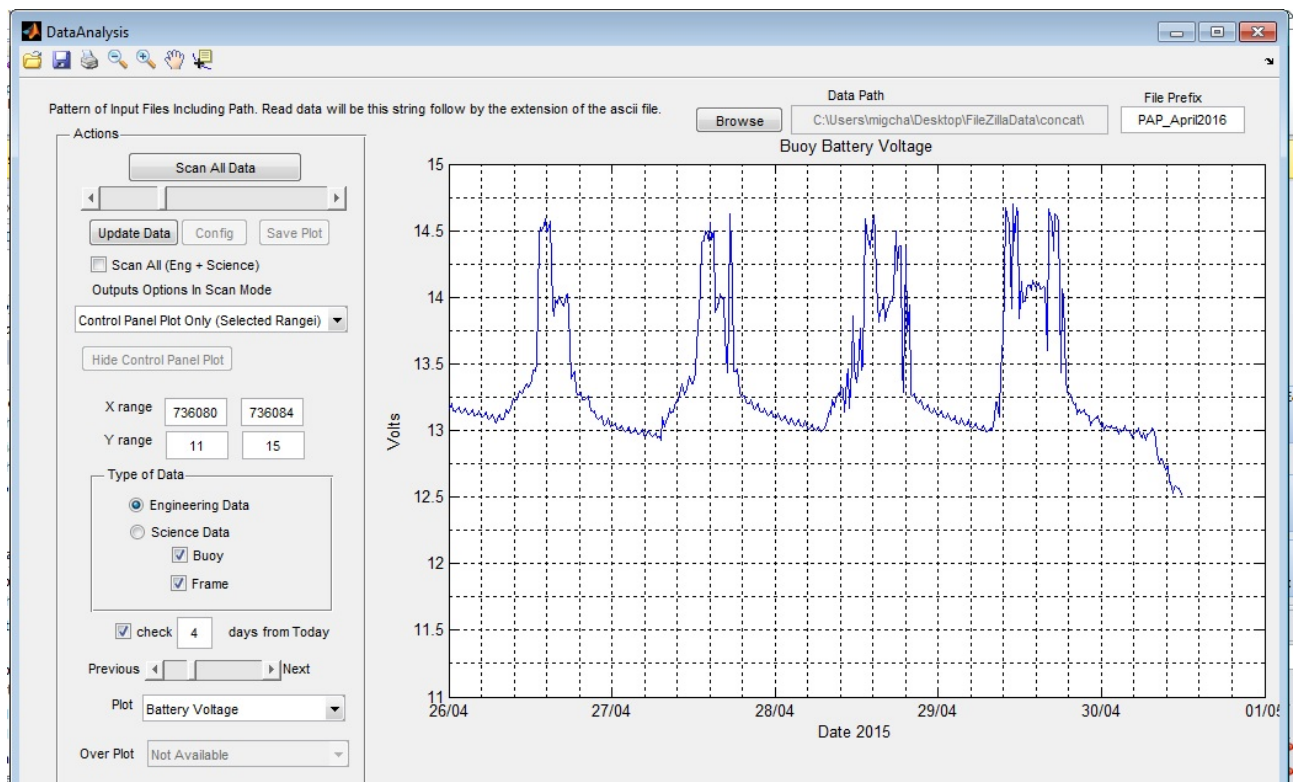 DataAnalysis
Pattern of Input Files Including Path. Read data will be this string follow by the extension of the ascii file.
Browse
Data Path
C:\Users\migcha\Desktop\FileZillaData\concat\
File Prefix
PAP_April2016
Actions
Scan All Data
Update Data Config Save Plot
Scan All (Eng + Science)
Outputs Options In Scan Mode
Control Panel Plot Only (Selected Rangei)
Hide Control Panel Plot
X range 736080 736084
Y range 11 15
Type of Data
Engineering Data
Science Data
Buoy
Frame
check 4 days from Today
Previous Next
Plot Battery Voltage
Over Plot Not Available
Buoy Battery Voltage
15
14.5
14
13.5
13
12.5
12
11.5
11
Volts
26/04 27/04 28/04 29/04 30/04 01/05
Date 2015